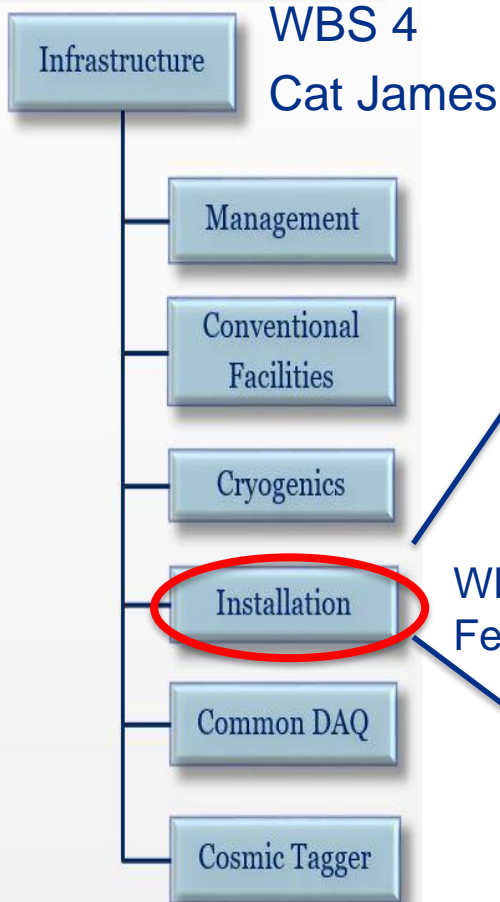 Infrastructure
WBS 4
Cat James
Management
Conventional
Facilities
Cryogenics
Installation
Common DAQ
Cosmic Tagger